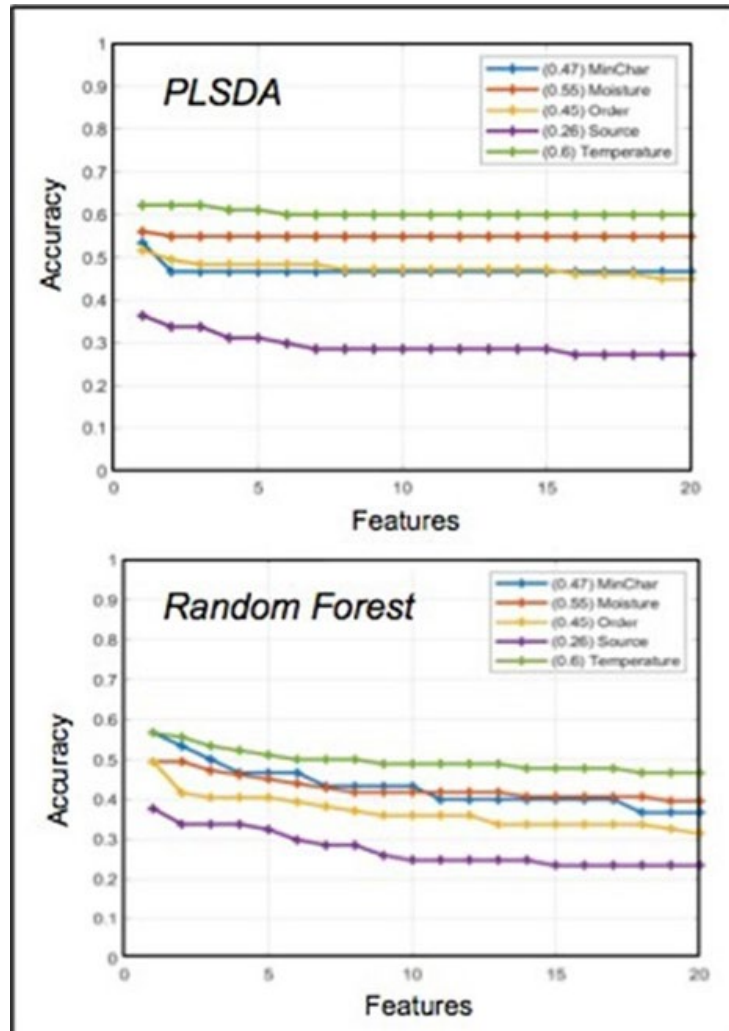 PLSDA
(0.47) MinChar
(0.55) Moisture
(0.45) Order
(0.26) Source
(0.6) Temperature
1
0.9
0.8
0.7
0.6
0.5
0.4
0.3
0.2
0.1
0
Accuracy
0 5 10 15 20
Features
Random Forest
(0.47) MinChar
(0.55) Moisture
(0.45) Order
(0.26) Source
(0.6) Temperature
1
0.9
0.8
0.7
0.6
0.5
0.4
0.3
0.2
0.1
0
Accuracy
0 5 10 15 20
Features